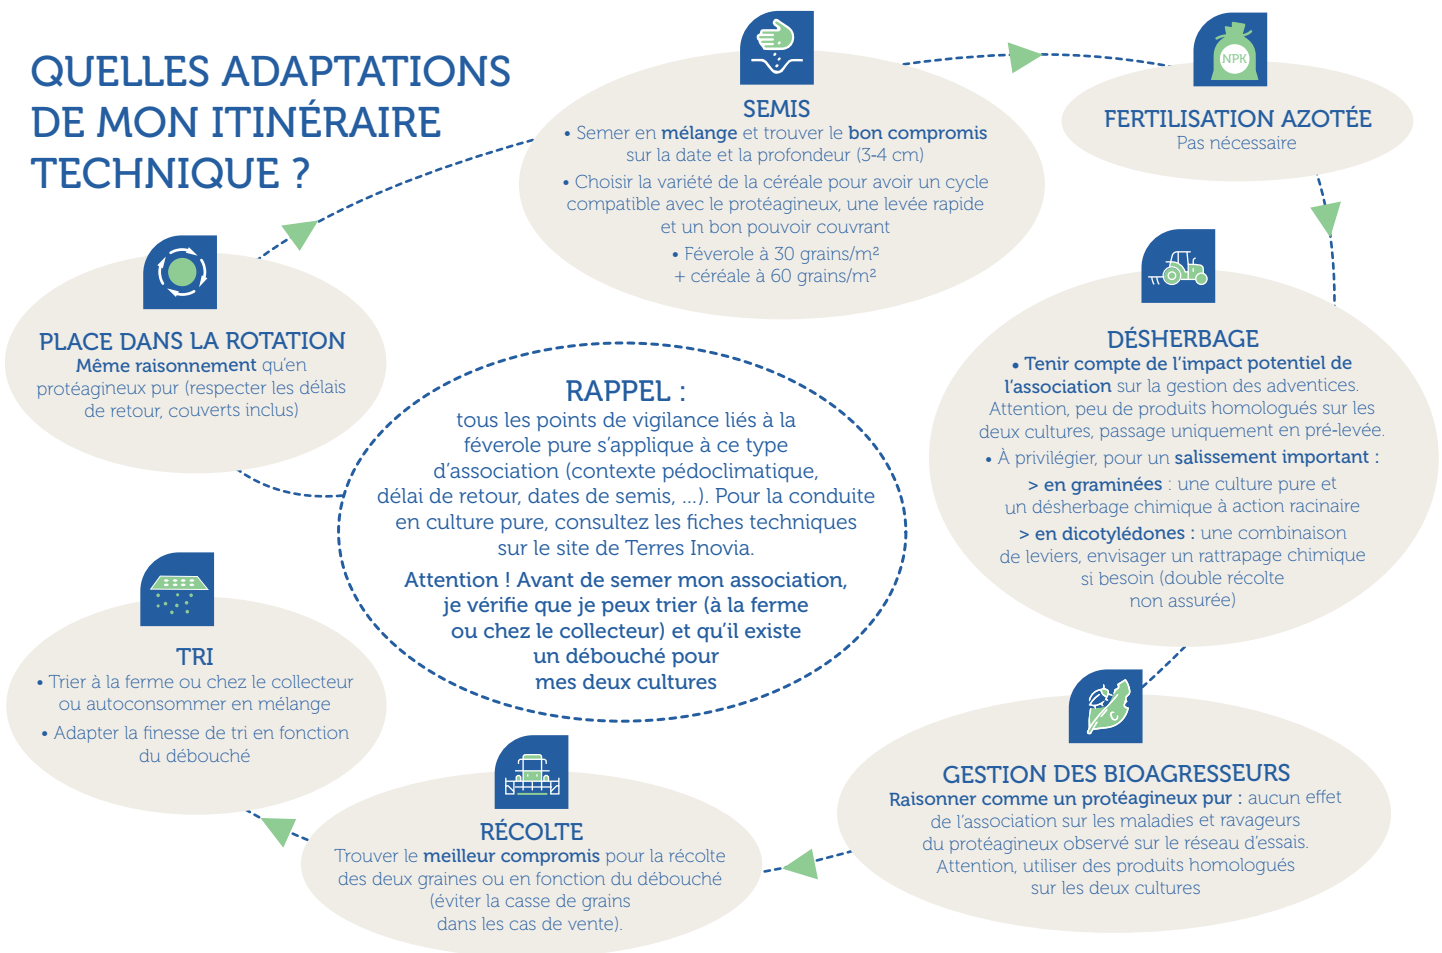 QUELLES ADAPTATIONS
DE MON ITINÉRAIRE
TECHNIQUE ?
PLACE DANS LA ROTATION
Même raisonnement qu'en
protéagineux pur (respecter les délais
de retour, couverts inclus)
SEMIS
• Semer en mélange et trouver le bon compromis
sur la date et la profondeur (3-4 cm)
• Choisir la variété de la céréale pour avoir un cycle
compatible avec le protéagineux, une levée rapide
et un bon pouvoir couvrant
• Féverole à 30 grains/m²
+ céréale à 60 grains/m²
NPK
FERTILISATION AZOTÉE
Pas nécessaire
DÉSHERBAGE
• Tenir compte de l'impact potentiel de
l'association sur la gestion des adventices.
Attention, peu de produits homologués sur les
deux cultures, passage uniquement en pré-levée.
• À privilégier, pour un salissement important :
> en graminées : une culture pure et
un désherbage chimique à action racinaire
> en dicotylédones : une combinaison
de leviers, envisager un rattrapage chimique
si besoin (double récolte
non assurée)
GESTION DES BIOAGRESSEURS
Raisonner comme un protéagineux pur : aucun effet
de l'association sur les maladies et ravageurs
du protéagineux observé sur le réseau d'essais.
Attention, utiliser des produits homologués
sur les deux cultures
RÉCOLTE
Trouver le meilleur compromis pour la récolte
des deux graines ou en fonction du débouché
(éviter la casse de grains
dans les cas de vente).
TRI
• Trier à la ferme ou chez le collecteur
ou autoconsommer en mélange
• Adapter la finesse de tri en fonction
du débouché
RAPPEL :
tous les points de vigilance liés à la
féverole pure s'applique à ce type
d'association (contexte pédoclimatique,
délai de retour, dates de semis, ...). Pour la conduite
en culture pure, consultez les fiches techniques
sur le site de Terres Inovia.
Attention ! Avant de semer mon association,
je vérifie que je peux trier (à la ferme
ou chez le collecteur) et qu'il existe
un débouché pour
mes deux cultures